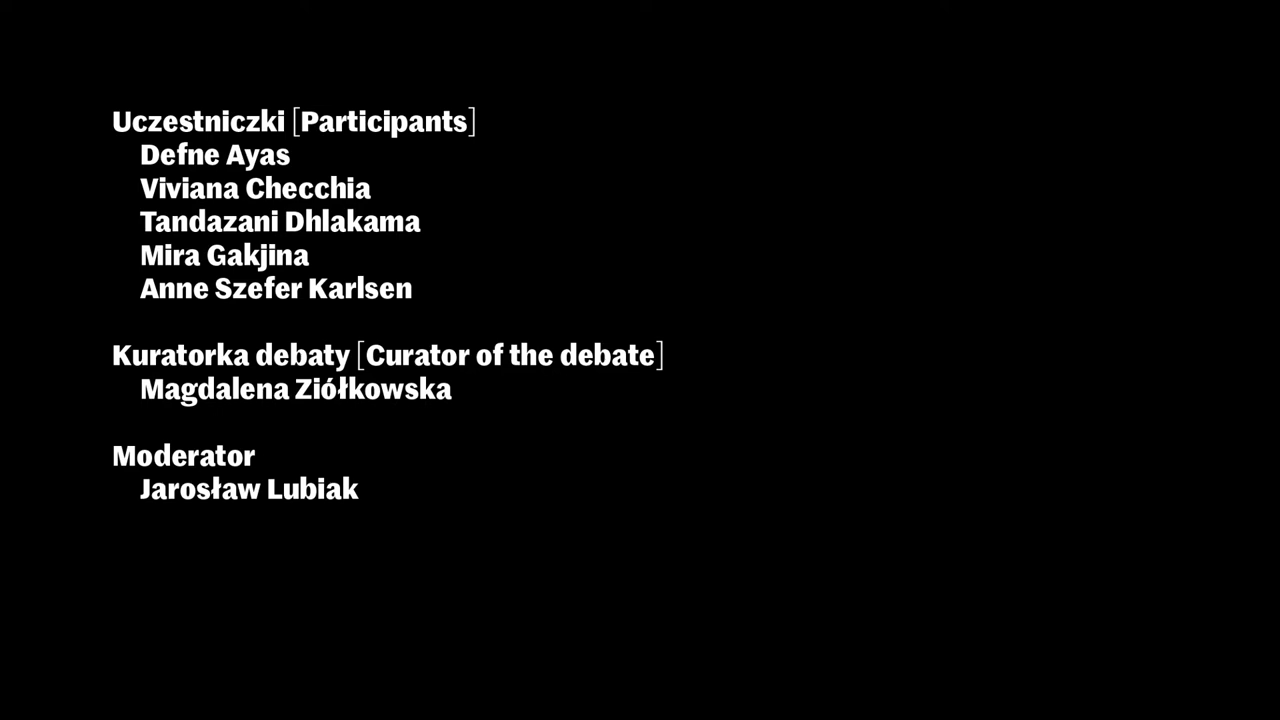 Uczestniczki [Participants]
Defne Ayas
Viviana Checchia
Tandazani Dhlakama
Mira Gakjina
Anne Szefer Karlsen
Kuratorka debaty [Curator of the debate]
Magdalena Ziółkowska
Moderator
Jarosław Lubiak